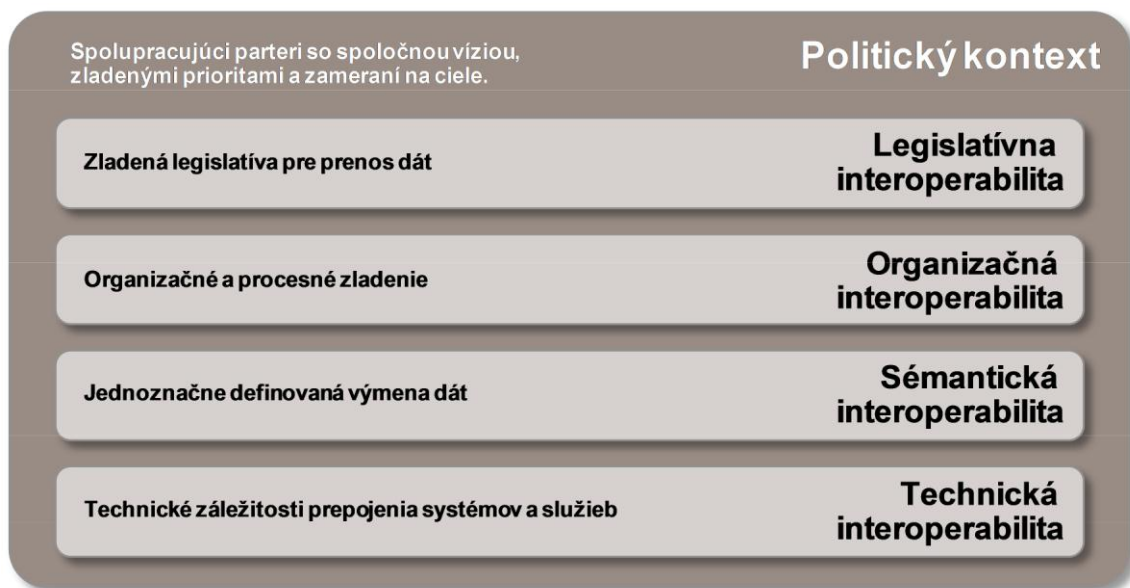 Spolupracujúci parteri so spoločnou víziou,
zladenými prioritami a zameraní na ciele.
Politický kontext
Zladená legislatíva pre prenos dát
Legislatívna
interoperabilita
Organizačné a procesné zladenie
Organizačná
interoperabilita
Jednoznačne definovaná výmena dát
Sémantická
interoperabilita
Technické záležitosti prepojenia systémov a služieb
Technická
interoperabilita